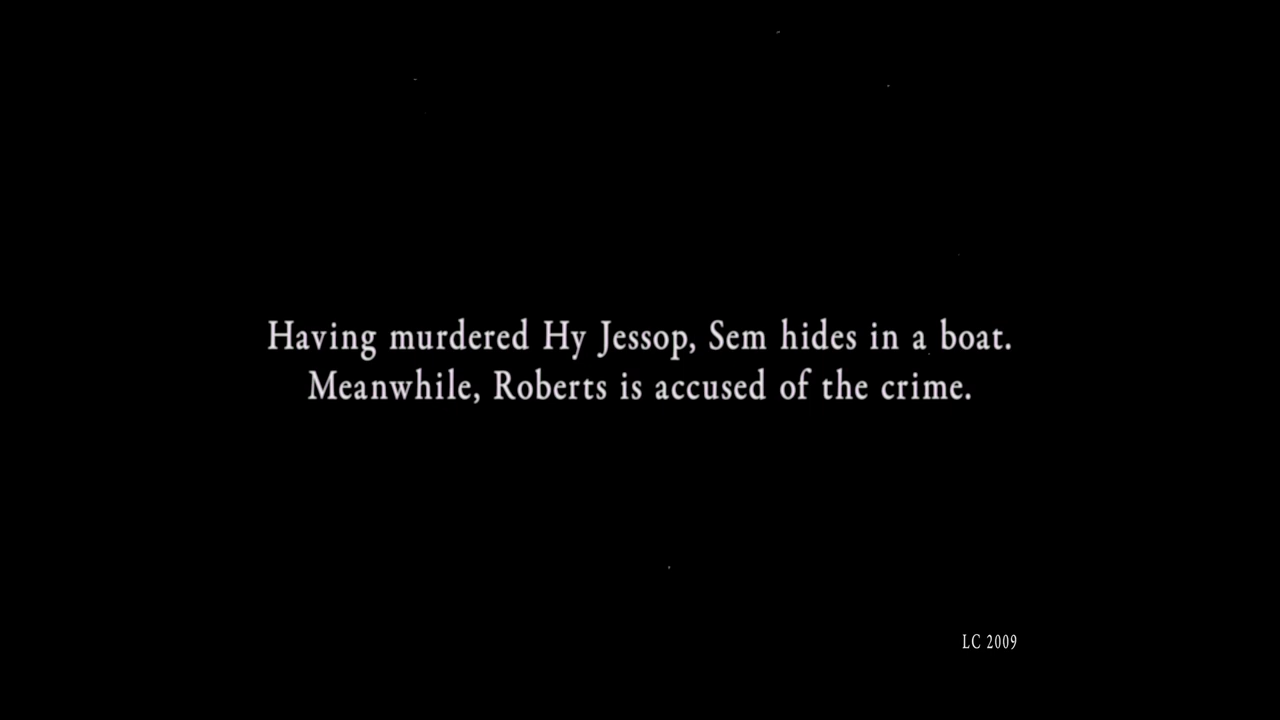 Having murdered Hy Jessop, Sem hides in a boat.
Meanwhile, Roberts is accused of the crime.
LC 2009